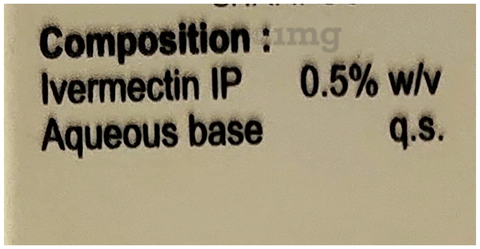 Composition :
Ivermectin IP 0.5% w/v
Aqueous base q.s.